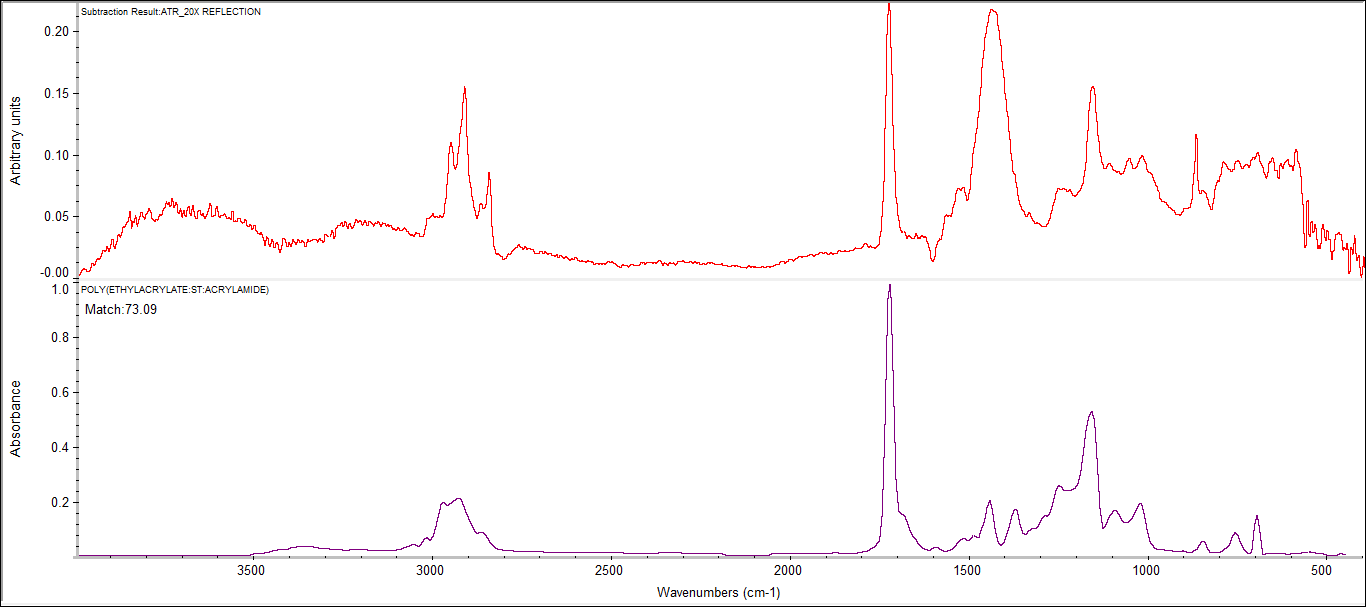 Subtraction Result:ATR_20X REFLECTION
0.20
0.15
0.10
0.05
-0.00
Arbitrary units
POLY(ETHYLACRYLATE:ST:ACRYLAMIDE)
Match:73.09
1.0
0.8
0.6
0.4
0.2
Absorbance
3500 3000 2500 2000 1500 1000 500
Wavenumbers (cm-1)